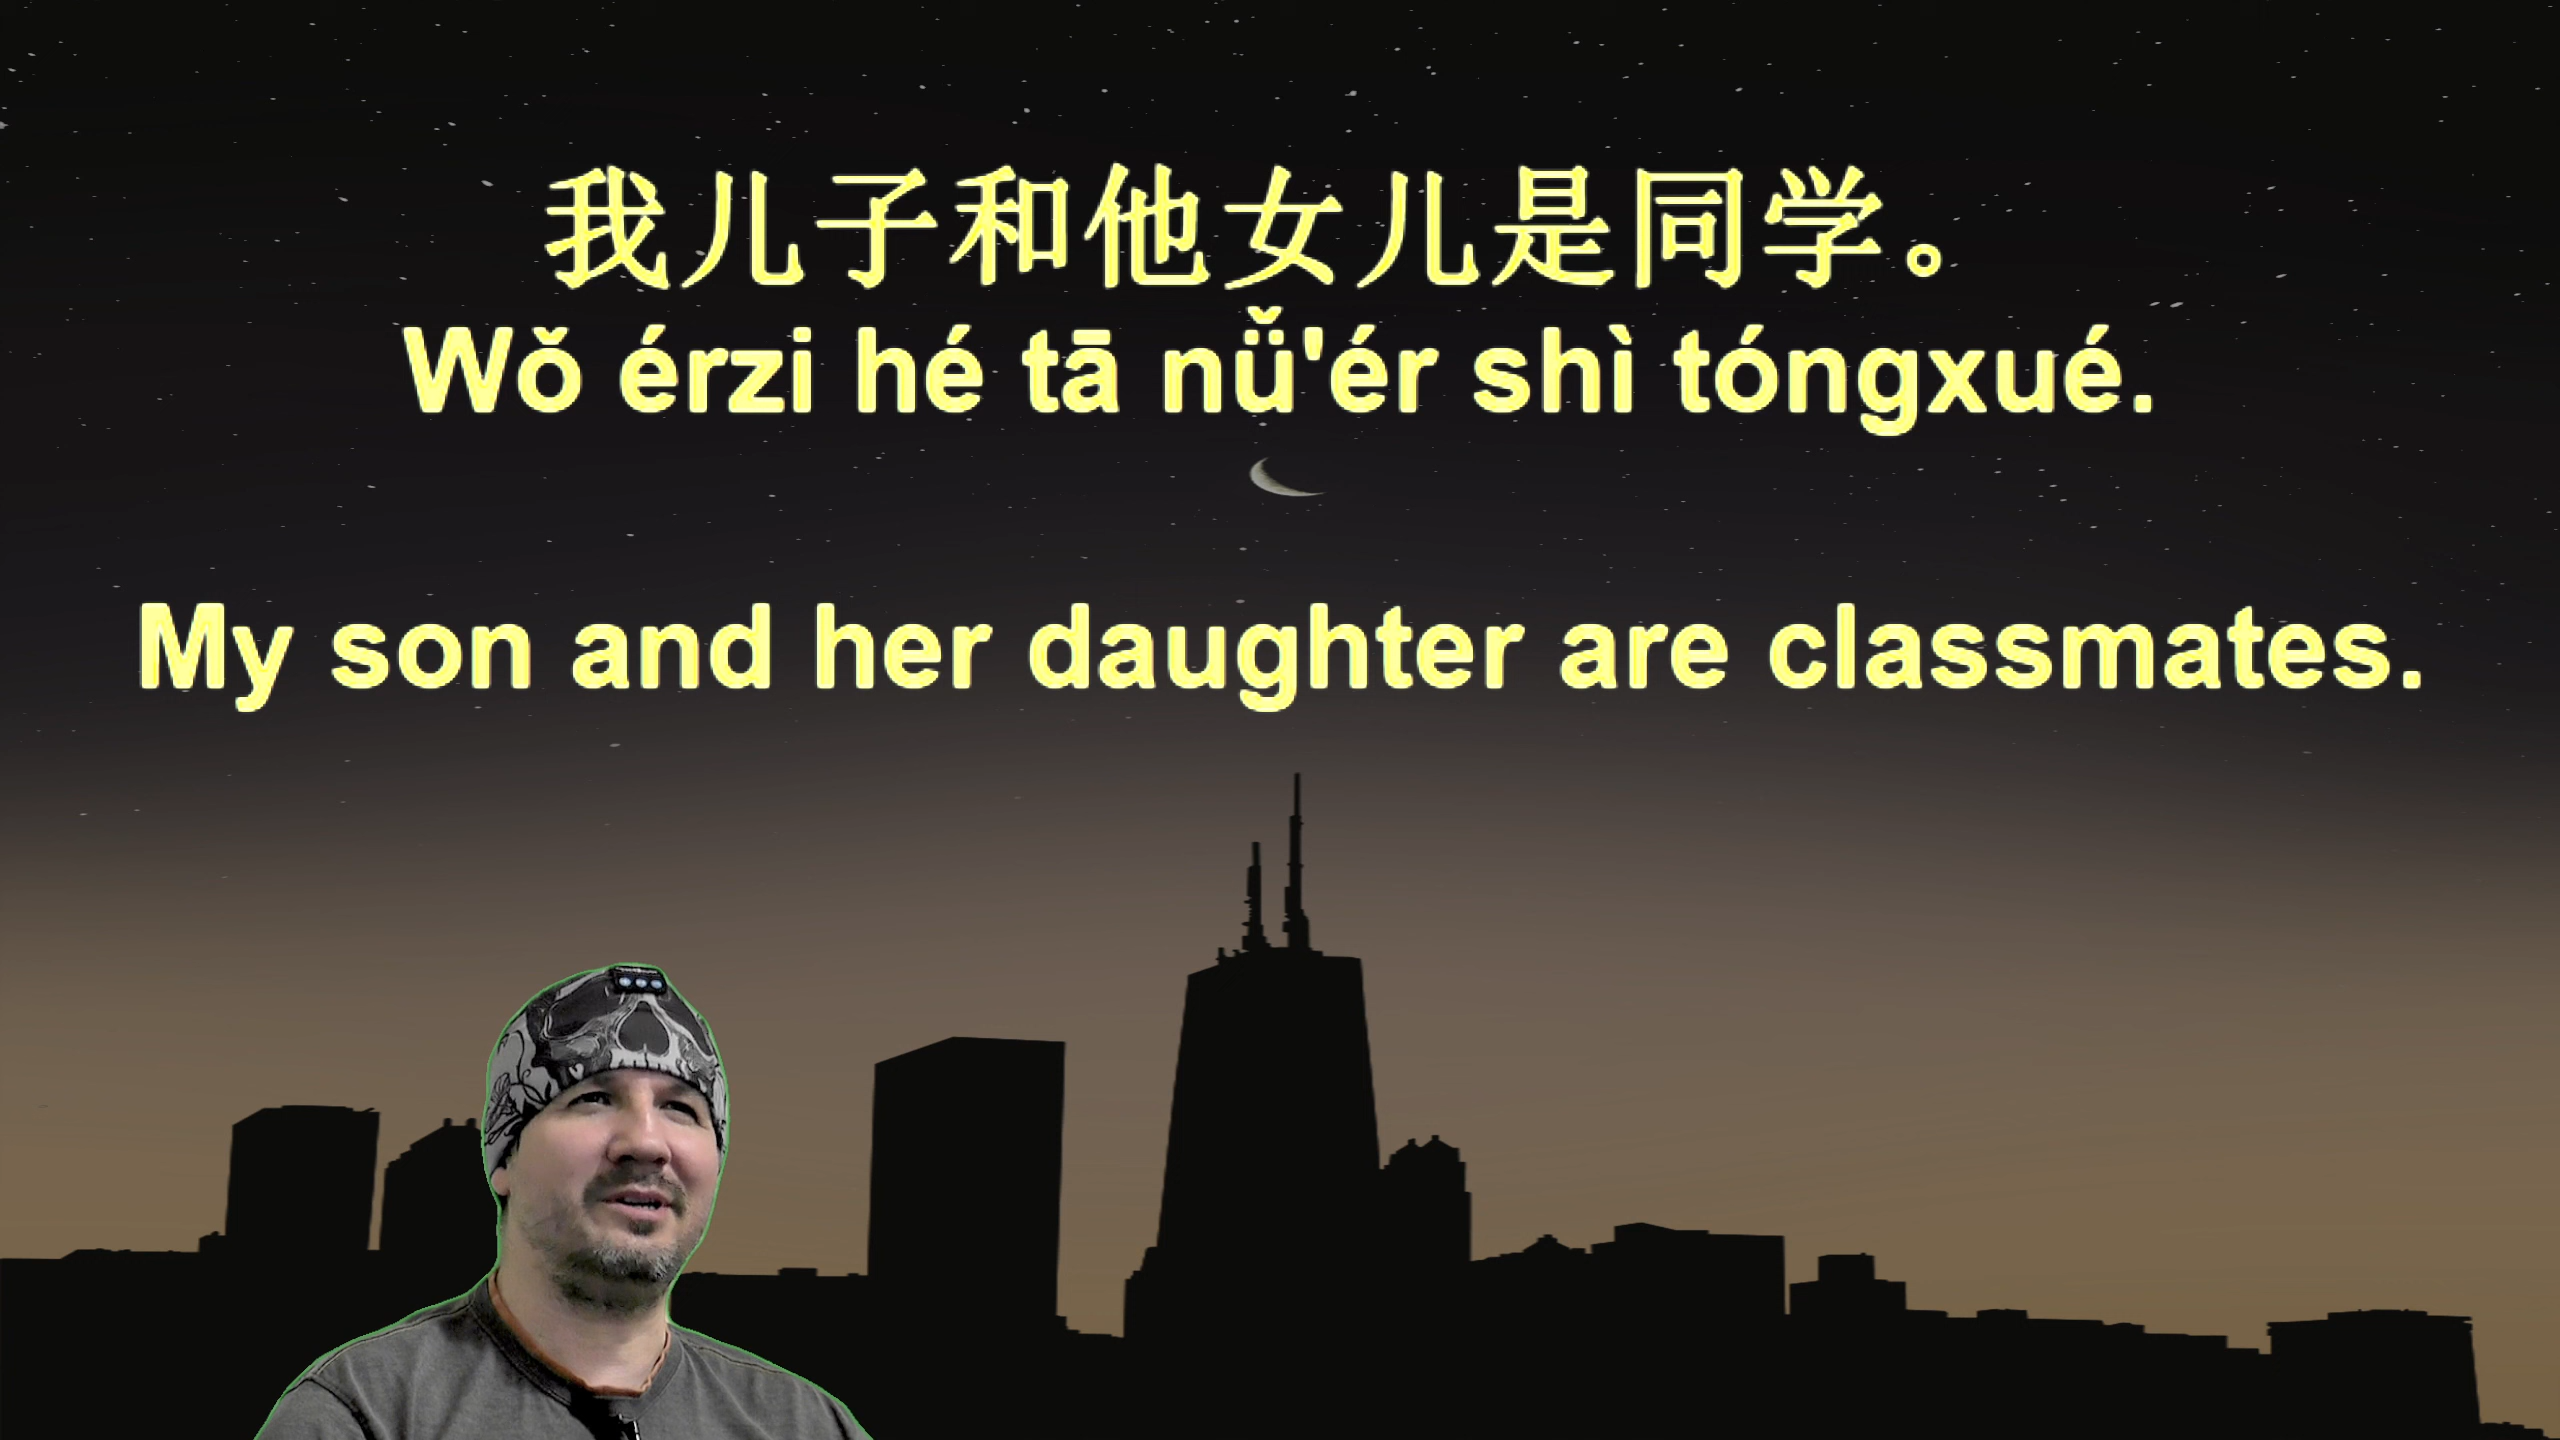 我儿子和他女儿是同学。
Wǒ érzi hé tā nǚ'ér shì tóngxué.
My son and her daughter are classmates.